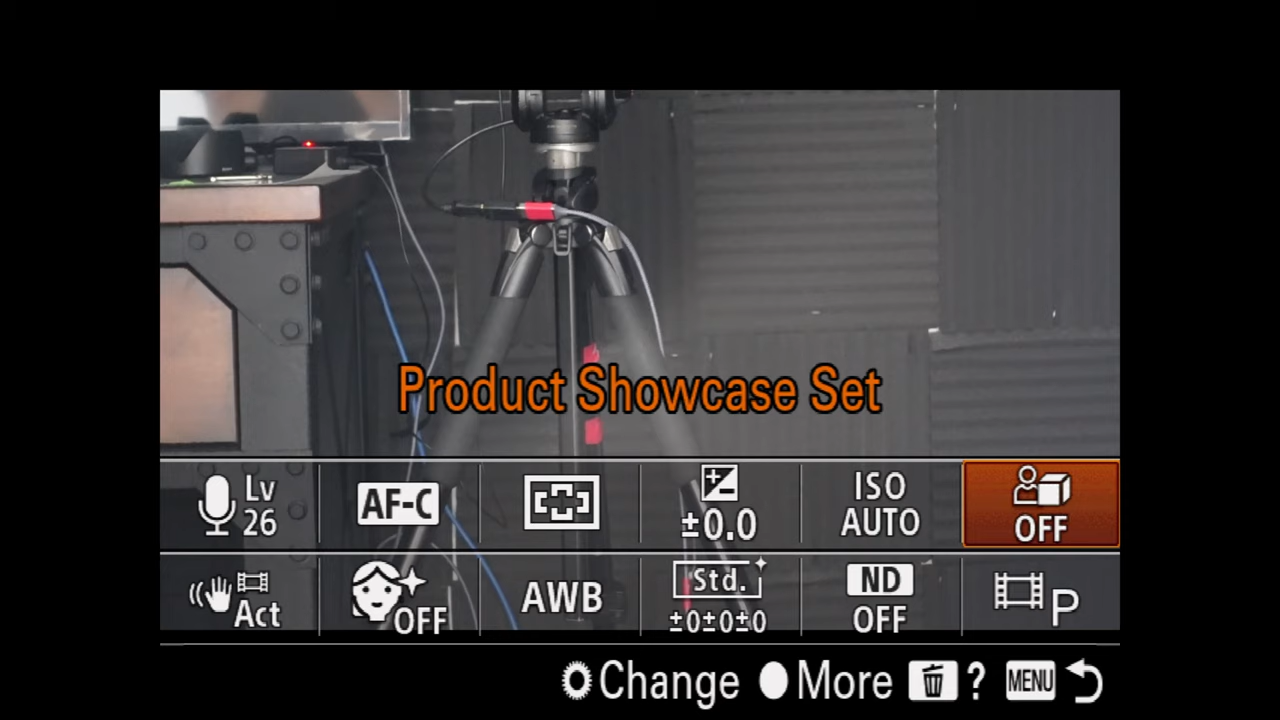 Product Showcase Set
Lv
26
AF-C
±0.0
ISO
AUTO
OFF
Act
OFF
AWB
Std.
±0±0±0
ND
OFF
P
Change More ? MENU